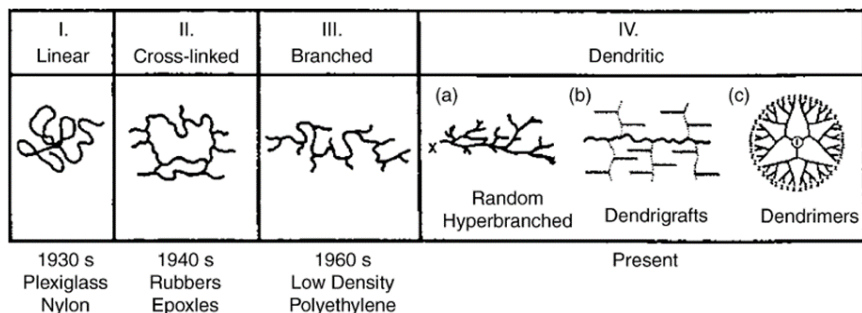 I.
Linear
II.
Cross-linked
III.
Branched
IV.
Dendritic
(a)
x
Random
Hyperbranched
(b)
Dendrigrafts
(c)
I
Dendrimers
1930 s
Plexiglass
Nylon
1940 s
Rubbers
Epoxles
1960 s
Low Density
Polyethylene
Present